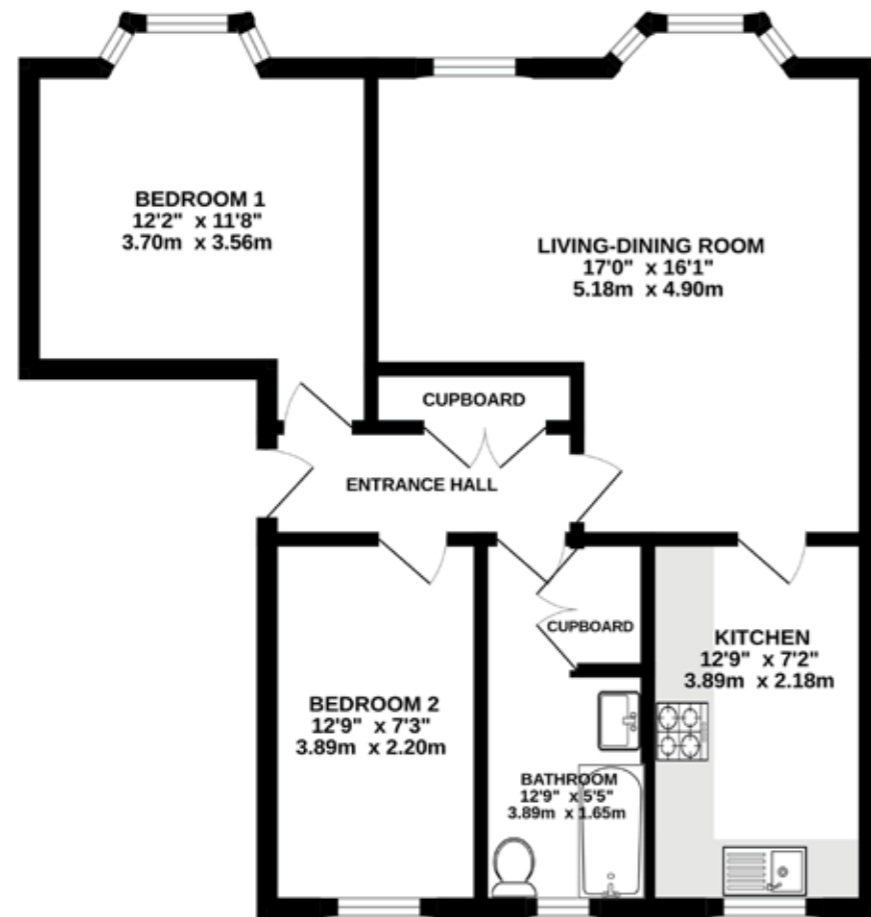 BEDROOM 1
12'2" x 11'8"
3.70m x 3.56m
LIVING-DINING ROOM
17'0" x 16'1"
5.18m x 4.90m
CUPBOARD
ENTRANCE HALL
CUPBOARD
KITCHEN
12'9" x 7'2"
3.89m x 2.18m
BEDROOM 2
12'9" x 7'3"
3.89m x 2.20m
BATHROOM
12'9" x 5'5"
3.89m x 1.65m